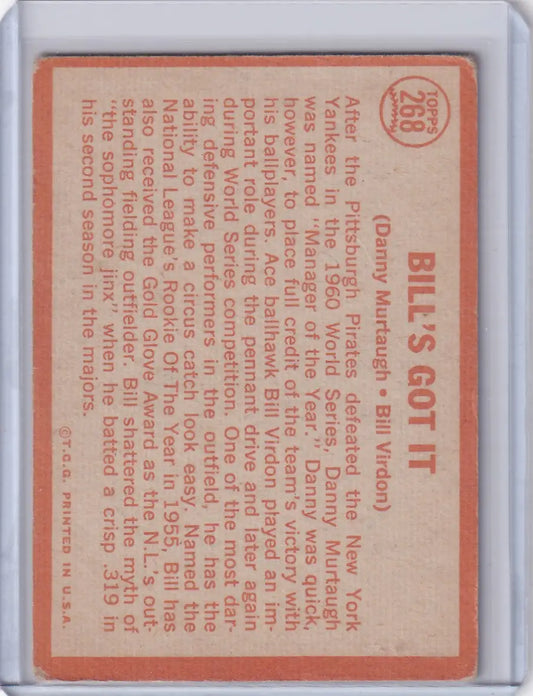 TOPPS
268
BILL'S GOT IT
(Danny Murtaugh • Bill Virdon)
After the Pittsburgh Pirates defeated the New York
Yankees in the 1960 World Series, Danny Murtaugh
was named "Manager of the Year." Danny was quick,
however, to place full credit of the team's victory with
his ballplayers. Ace ballhawk Bill Virdon played an im-
portant role during the pennant drive and later again
during World Series competition. One of the most dar-
ing defensive performers in the outfield, he has the
ability to make a circus catch look easy. Named the
National League's Rookie Of The Year in 1955, Bill has
also received the Gold Glove Award as the N.L.'s out-
standing fielding outfielder. Bill shattered the myth of
"the sophomore jinx" when he batted a crisp .319 in
his second season in the majors.
©T.C.G. PRINTED IN U.S.A.